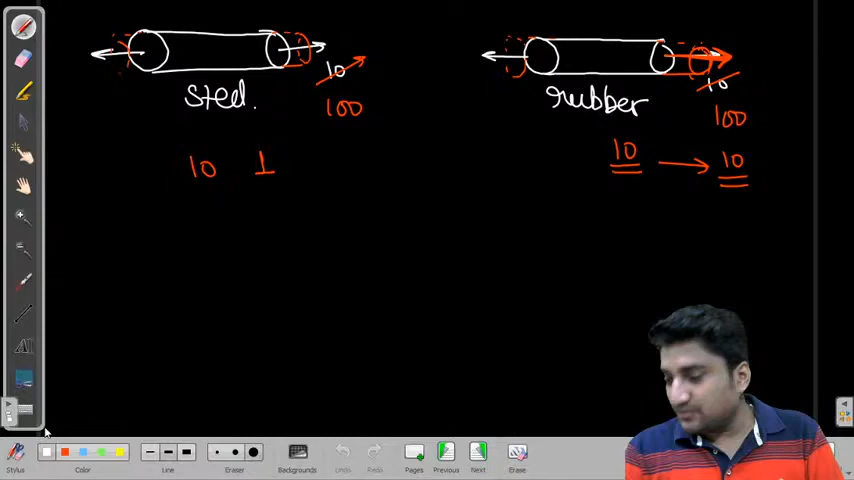 10
10
steel.
rubber
100
100
10 1
10 → 10
Stylus
Color
Line
Eraser
Backgrounds
Undo
Redo
Pages
Previous
Next
Erase